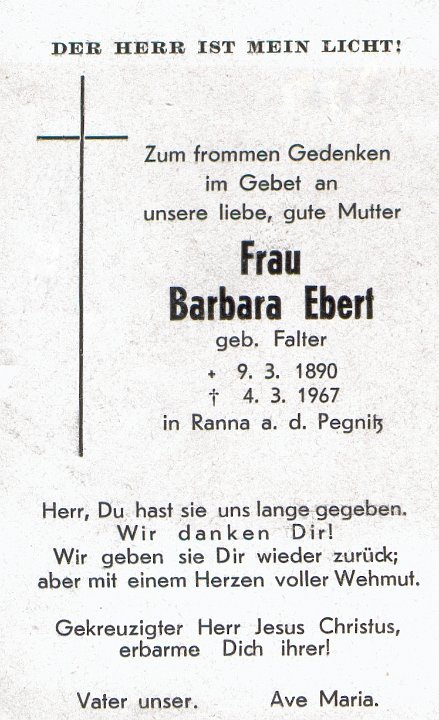 DER HERR IST MEIN LICHT!
Zum frommen Gedenken
im Gebet an
unsere liebe, gute Mutter
Frau
Barbara Ebert
geb. Falter
* 9. 3. 1890
† 4. 3. 1967
in Ranna a. d. Pegnitz
Herr, Du hast sie uns lange gegeben.
Wir danken Dir!
Wir geben sie Dir wieder zurück;
aber mit einem Herzen voller Wehmut.
Gekreuzigter Herr Jesus Christus,
erbarme Dich ihrer!
Vater unser. Ave Maria.